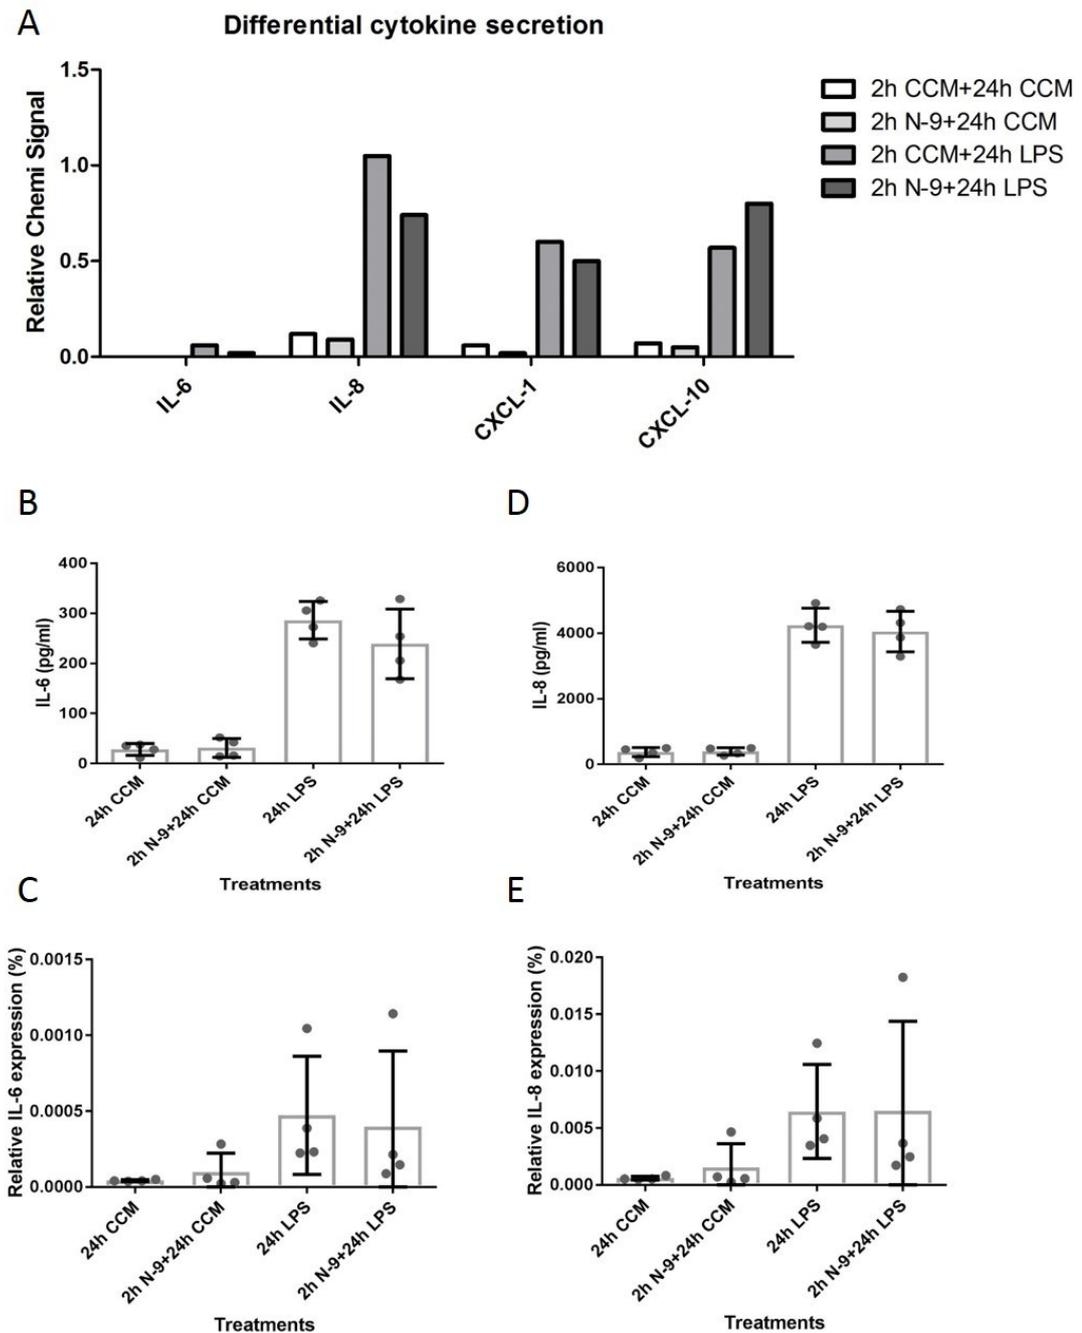 A
Differential cytokine secretion
Relative Chemi Signal
1.5
1.0
0.5
0.0
IL-6
IL-8
CXCL-1
CXCL-10
2h CCM+24h CCM
2h N-9+24h CCM
2h CCM+24h LPS
2h N-9+24h LPS
B
IL-6 (pg/ml)
400
300
200
100
0
24h CCM
2h N-9+24h CCM
24h LPS
2h N-9+24h LPS
Treatments
D
IL-8 (pg/ml)
6000
4000
2000
0
24h CCM
2h N-9+24h CCM
24h LPS
2h N-9+24h LPS
Treatments
C
Relative IL-6 expression (%)
0.0015
0.0010
0.0005
0.0000
24h CCM
2h N-9+24h CCM
24h LPS
2h N-9+24h LPS
Treatments
E
Relative IL-8 expression (%)
0.020
0.015
0.010
0.005
0.000
24h CCM
2h N-9+24h CCM
24h LPS
2h N-9+24h LPS
Treatments